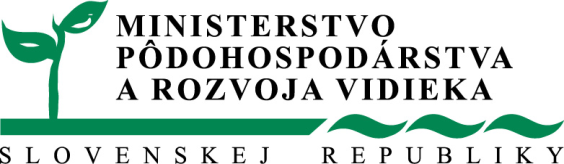 MINISTERSTVO
PÔDOHOSPODÁRSTVA
A ROZVOJA VIDIEKA
SLOVENSKEJ REPUBLIKY